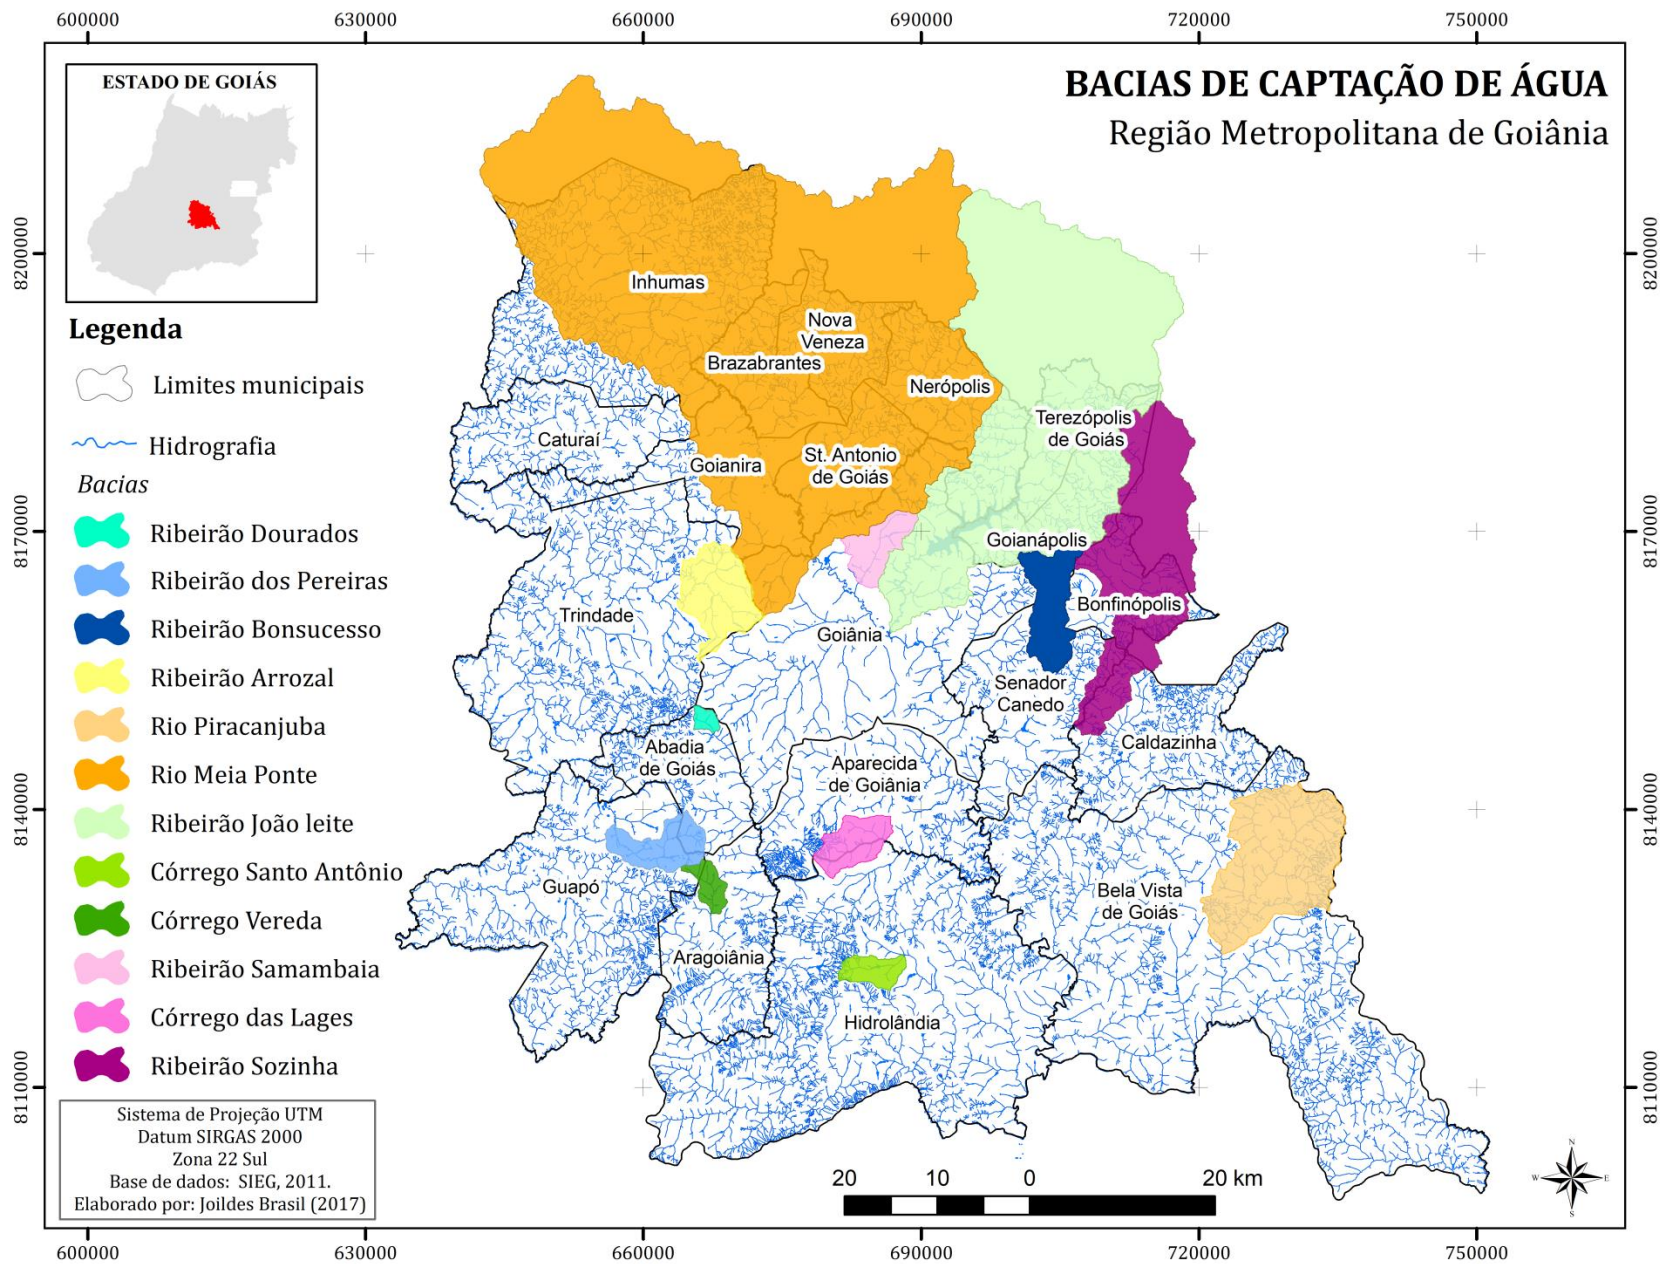 600000
630000
660000
690000
720000
750000
ESTADO DE GOIÁS
BACIAS DE CAPTAÇÃO DE ÁGUA
Região Metropolitana de Goiânia
8200000
8200000
8170000
8170000
8140000
8140000
8110000
8110000
Legenda
Limites municipais
Hidrografia
Bacias
Ribeirão Dourados
Ribeirão dos Pereiras
Ribeirão Bonsucesso
Ribeirão Arrozal
Rio Piracanjuba
Rio Meia Ponte
Ribeirão João leite
Córrego Santo Antônio
Córrego Vereda
Ribeirão Samambaia
Córrego das Lages
Ribeirão Sozinha
Inhumas
Nova
Veneza
Brazabrantes
Nerópolis
Terezópolis
de Goiás
Caturaí
Goianira
St. Antonio
de Goiás
Goianápolis
Trindade
Goiânia
Bonfinópolis
Senador
Canedo
Abadia
de Goiás
Aparecida
de Goiânia
Caldazinha
Guapó
Bela Vista
de Goiás
Aragoiânia
Hidrolândia
Sistema de Projeção UTM
Datum SIRGAS 2000
Zona 22 Sul
Base de dados: SIEG, 2011.
Elaborado por: Joildes Brasil (2017)
20 10 0 20 km
N
W E
S
600000
630000
660000
690000
720000
750000